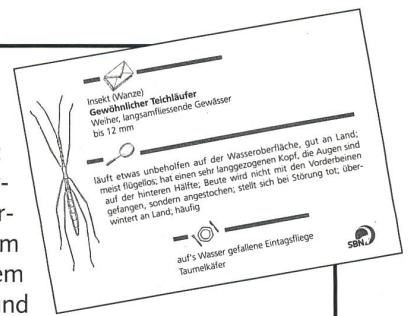 Insekt (Wanze)
Gewöhnlicher Teichläufer
Weiher, langsamfliessende Gewässer
bis 12 mm
läuft etwas unbeholfen auf der Wasseroberfläche, gut an Land;
meist flügellos; hat einen sehr langgezogenen Kopf, die Augen sind
auf der hinteren Hälfte; Beute wird nicht mit den Vorderbeinen
gefangen, sondern angestochen; stellt sich bei Störung tot; über-
wintert an Land; häufig
auf's Wasser gefallene Eintagsfliege
Taumelkäfer
SBN
-
r-
m
em
und